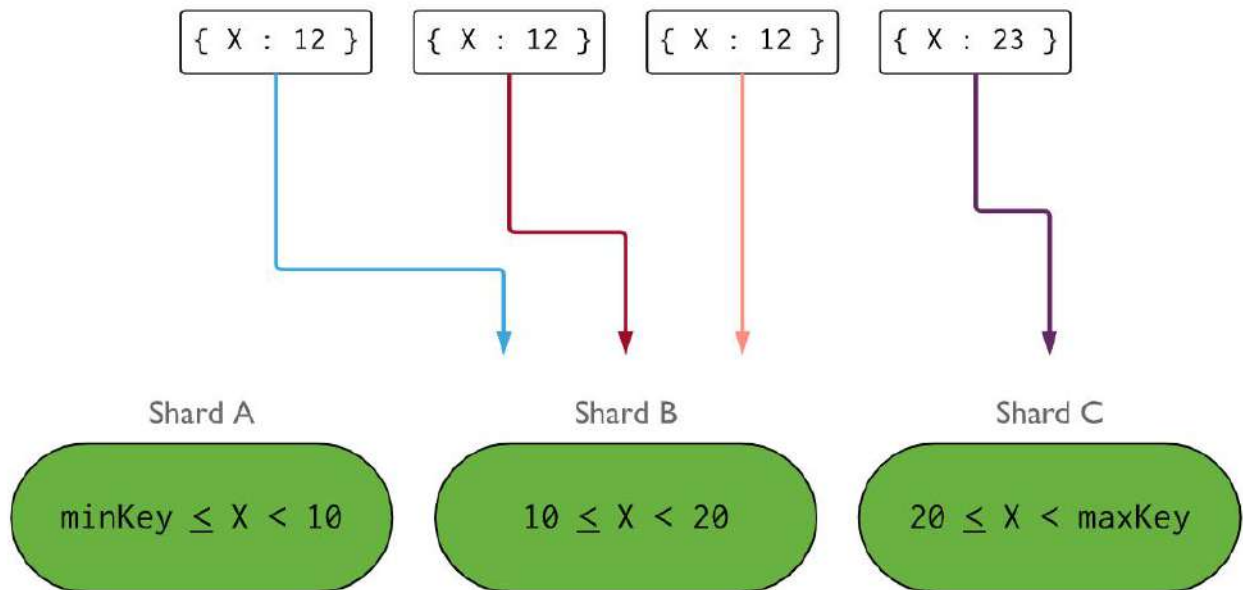 { X : 12 }
{ X : 12 }
{ X : 12 }
{ X : 23 }
Shard A
Shard B
Shard C
minKey ≤ X < 10
10 ≤ X < 20
20 ≤ X < maxKey